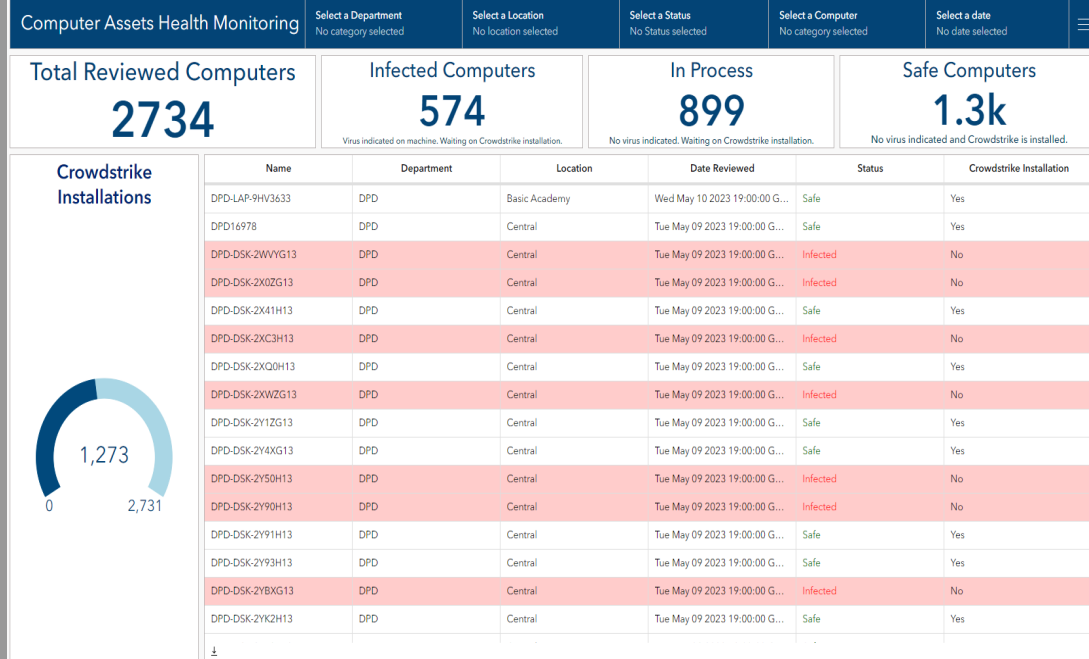 Computer Assets Health Monitoring
Select a Department
No category selected
Select a Location
No location selected
Select a Status
No Status selected
Select a Computer
No category selected
Select a date
No date selected
Total Reviewed Computers
2734
Infected Computers
574
Virus indicated on machine. Waiting on Crowdstrike installation.
In Process
899
No virus indicated. Waiting on Crowdstrike installation.
Safe Computers
1.3k
No virus indicated and Crowdstrike is installed.
Crowdstrike
Installations
1,273
0 2,731
Name Department Location Date Reviewed Status Crowdstrike Installation
DPD-LAP-9HV3633 DPD Basic Academy Wed May 10 2023 19:00:00 G... Safe Yes
DPD16978 DPD Central Tue May 09 2023 19:00:00 G... Safe Yes
DPD-DSK-2WVYG13 DPD Central Tue May 09 2023 19:00:00 G... Infected No
DPD-DSK-2X0ZG13 DPD Central Tue May 09 2023 19:00:00 G... Infected No
DPD-DSK-2X41H13 DPD Central Tue May 09 2023 19:00:00 G... Safe Yes
DPD-DSK-2XC3H13 DPD Central Tue May 09 2023 19:00:00 G... Infected No
DPD-DSK-2XQ0H13 DPD Central Tue May 09 2023 19:00:00 G... Safe Yes
DPD-DSK-2XWZG13 DPD Central Tue May 09 2023 19:00:00 G... Infected No
DPD-DSK-2Y1ZG13 DPD Central Tue May 09 2023 19:00:00 G... Safe Yes
DPD-DSK-2Y4XG13 DPD Central Tue May 09 2023 19:00:00 G... Safe Yes
DPD-DSK-2Y50H13 DPD Central Tue May 09 2023 19:00:00 G... Infected No
DPD-DSK-2Y90H13 DPD Central Tue May 09 2023 19:00:00 G... Infected No
DPD-DSK-2Y91H13 DPD Central Tue May 09 2023 19:00:00 G... Safe Yes
DPD-DSK-2Y93H13 DPD Central Tue May 09 2023 19:00:00 G... Safe Yes
DPD-DSK-2YBXG13 DPD Central Tue May 09 2023 19:00:00 G... Infected No
DPD-DSK-2YK2H13 DPD Central Tue May 09 2023 19:00:00 G... Safe Yes